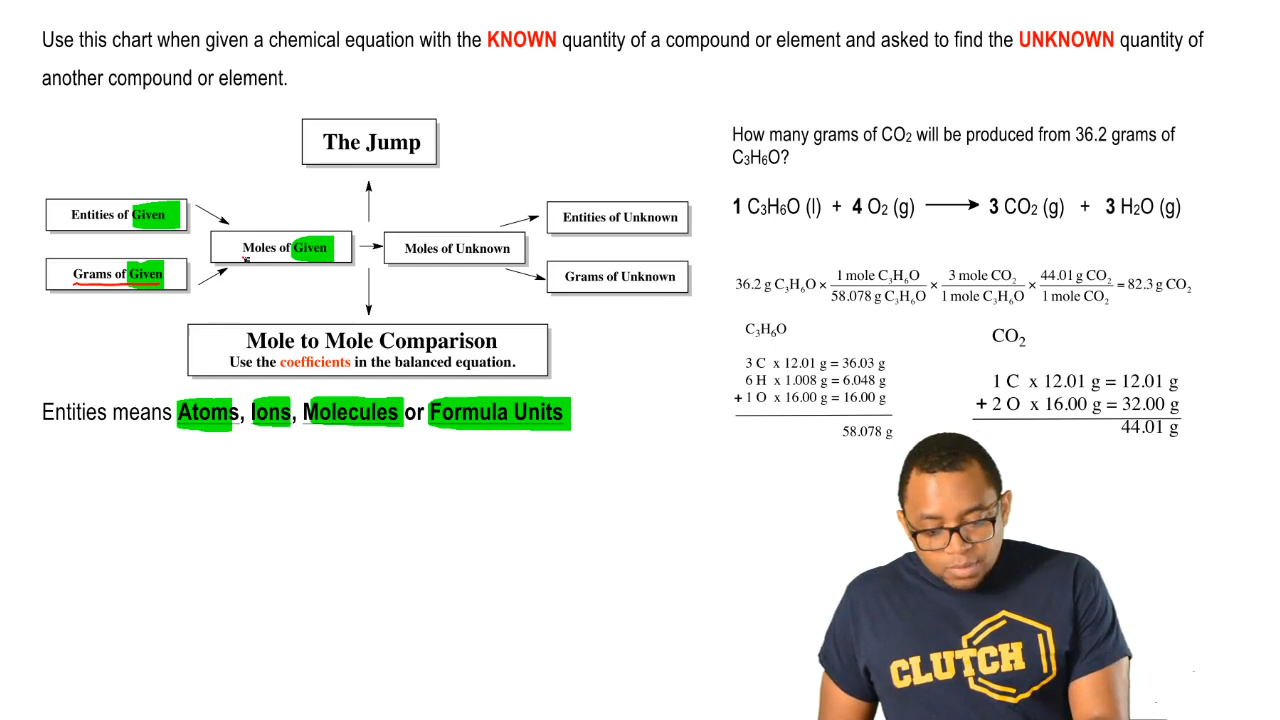 Use this chart when given a chemical equation with the KNOWN quantity of a compound or element and asked to find the UNKNOWN quantity of
another compound or element.
The Jump
Entities of Given
Grams of Given
Moles of Given
Moles of Unknown
Entities of Unknown
Grams of Unknown
Mole to Mole Comparison
Use the coefficients in the balanced equation.
Entities means Atoms, Ions, Molecules or Formula Units
How many grams of CO₂ will be produced from 36.2 grams of
C₃H₆O?
1 C₃H₆O (l) + 4 O₂ (g) ⟶ 3 CO₂ (g) + 3 H₂O (g)
36.2 g C₃H₆O × 1 mole C₃H₆O / 58.078 g C₃H₆O × 3 mole CO₂ / 1 mole C₃H₆O × 44.01 g CO₂ / 1 mole CO₂ = 82.3 g CO₂
C₃H₆O
3 C x 12.01 g = 36.03 g
6 H x 1.008 g = 6.048 g
+ 1 O x 16.00 g = 16.00 g
58.078 g
CO₂
1 C x 12.01 g = 12.01 g
+ 2 O x 16.00 g = 32.00 g
44.01 g
CLUTCH